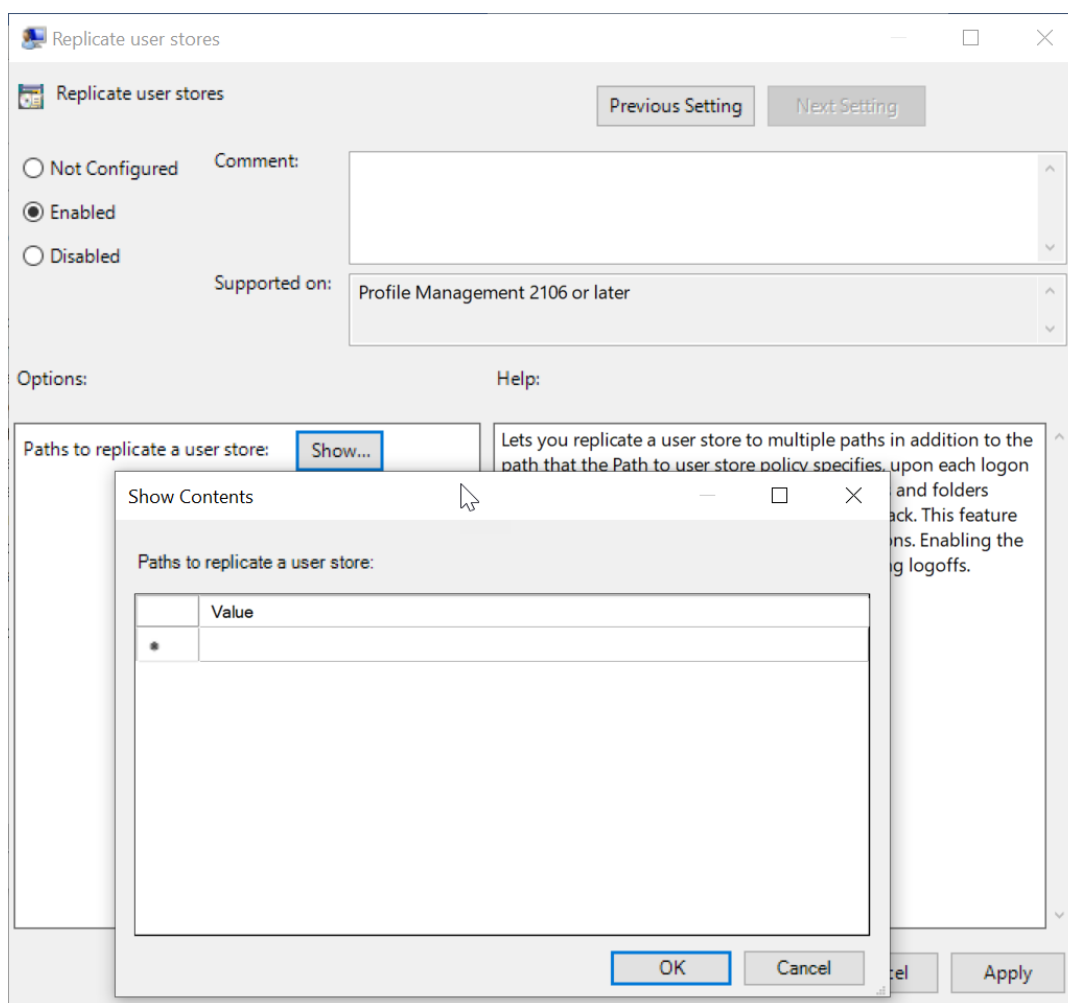 Replicate user stores
Replicate user stores
Previous Setting
Next Setting
Not Configured
Comment:
Enabled
Disabled
Supported on:
Profile Management 2106 or later
Options:
Help:
Paths to replicate a user store:
Show...
Lets you replicate a user store to multiple paths in addition to the
path that the Path to user store policy specifies, upon each logon
and folders
This feature
Enabling the
logoffs.
Show Contents
Paths to replicate a user store:
Value
OK
Cancel
Apply